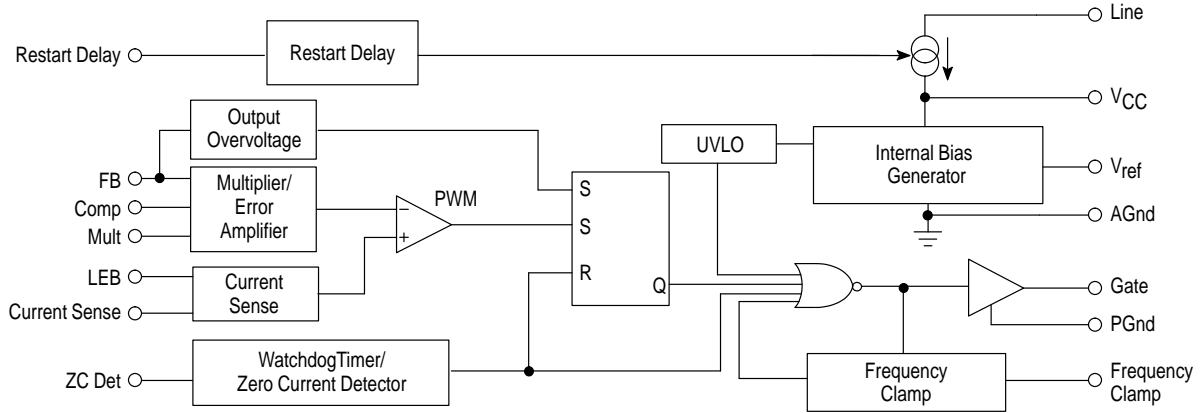 Line
Restart Delay
Restart Delay
VCC
Output
Overvoltage
UVLO
Internal Bias
Generator
Vref
FB
Multiplier/
Error
Amplifier
PWM
S
Comp
–
Mult
+
S
AGnd
LEB
Current
Sense
R
Q
Gate
Current Sense
PGnd
WatchdogTimer/
Zero Current Detector
ZC Det
Frequency
Clamp
Frequency
Clamp